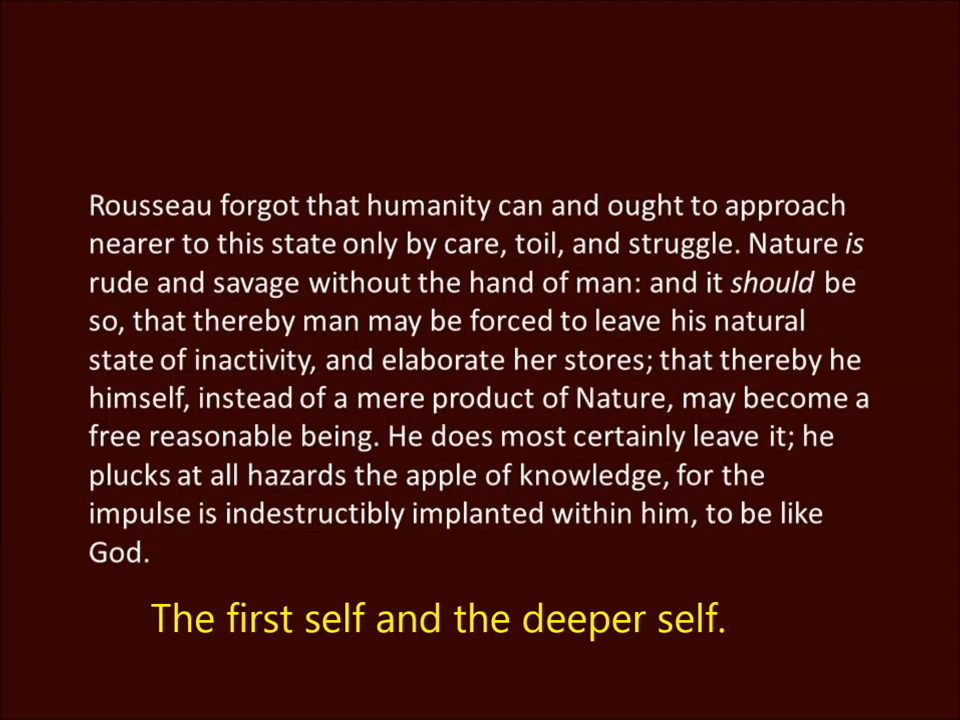 Rousseau forgot that humanity can and ought to approach
nearer to this state only by care, toil, and struggle. Nature is
rude and savage without the hand of man: and it should be
so, that thereby man may be forced to leave his natural
state of inactivity, and elaborate her stores; that thereby he
himself, instead of a mere product of Nature, may become a
free reasonable being. He does most certainly leave it; he
plucks at all hazards the apple of knowledge, for the
impulse is indestructibly implanted within him, to be like
God.
The first self and the deeper self.